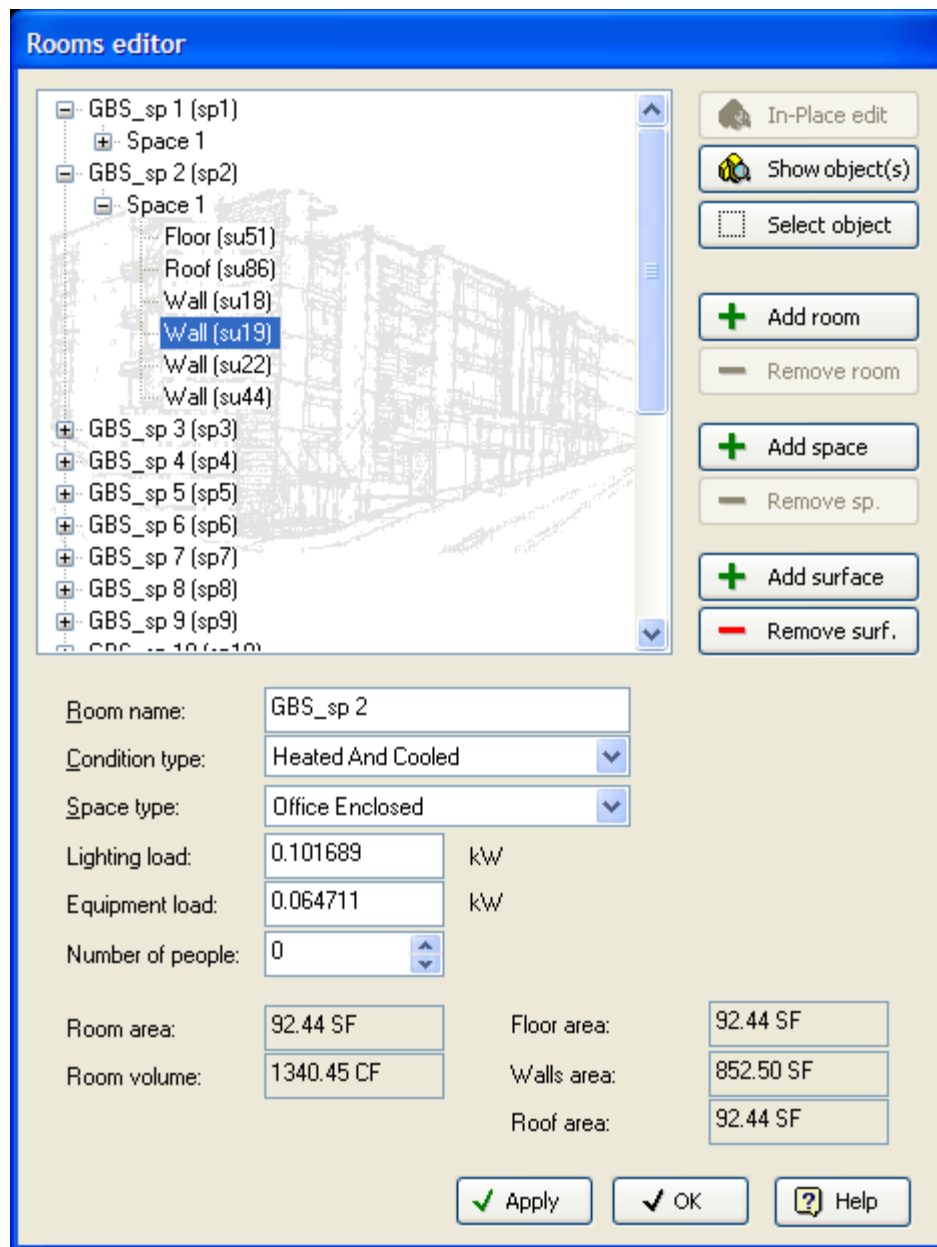 Rooms editor
GBS_sp 1 (sp1)
Space 1
GBS_sp 2 (sp2)
Space 1
Floor (su51)
Roof (su86)
Wall (su18)
Wall (su19)
Wall (su22)
Wall (su44)
GBS_sp 3 (sp3)
GBS_sp 4 (sp4)
GBS_sp 5 (sp5)
GBS_sp 6 (sp6)
GBS_sp 7 (sp7)
GBS_sp 8 (sp8)
GBS_sp 9 (sp9)
GBS_sp 10 (sp10)
In-Place edit
Show object(s)
Select object
Add room
Remove room
Add space
Remove sp.
Add surface
Remove surf.
Room name: GBS_sp 2
Condition type: Heated And Cooled
Space type: Office Enclosed
Lighting load: 0.101689 kW
Equipment load: 0.064711 kW
Number of people: 0
Room area: 92.44 SF Floor area: 92.44 SF
Room volume: 1340.45 CF Walls area: 852.50 SF
Roof area: 92.44 SF
Apply OK Help